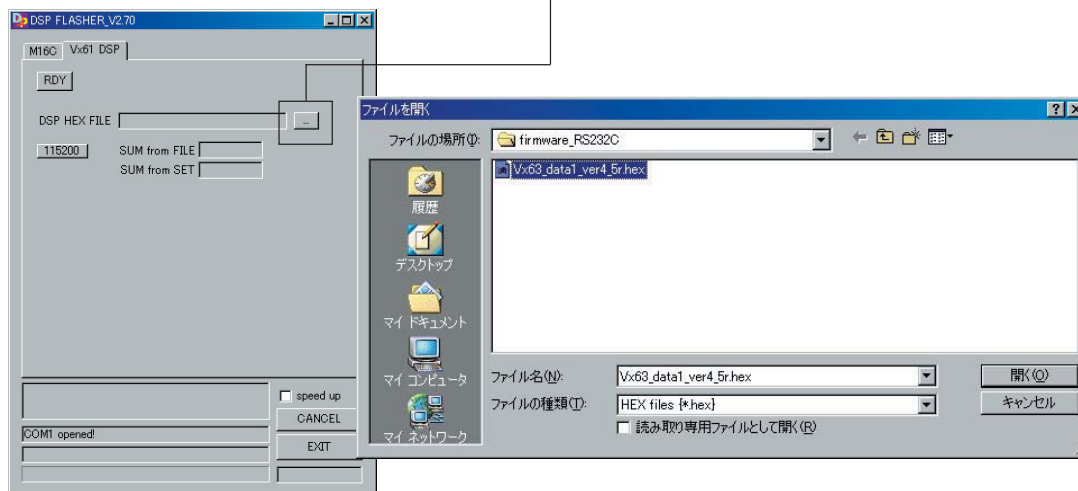 DSP FLASHER_V2.70
M16C Vx61 DSP
RDY
DSP HEX FILE ...
115200 SUM from FILE
SUM from SET
speed up
CANCEL
COM1 opened!
EXIT
ファイルを開く
ファイルの場所(I): firmware_RS232C
Vx63_data1_ver4_5r.hex
履歴
デスクトップ
マイ ドキュメント
マイ コンピュータ
マイ ネットワーク
ファイル名(N): Vx63_data1_ver4_5r.hex 開く(O)
ファイルの種類(T): HEX files {*.hex} キャンセル
読み取り専用ファイルとして開く(R)